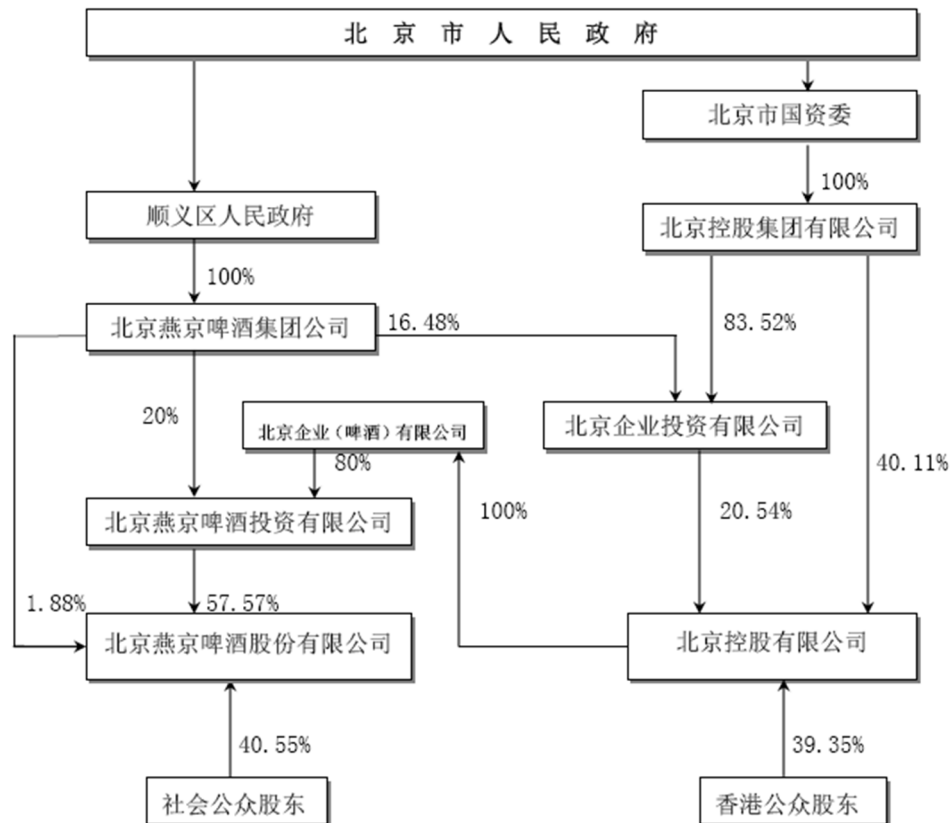 北京市人民政府
北京市国资委
100%
顺义区人民政府
北京控股集团有限公司
100%
北京燕京啤酒集团公司
16.48%
83.52%
20%
北京企业（啤酒）有限公司
北京企业投资有限公司
80%
40.11%
100%
20.54%
北京燕京啤酒投资有限公司
1.88%
57.57%
北京燕京啤酒股份有限公司
北京控股有限公司
40.55%
39.35%
社会公众股东
香港公众股东